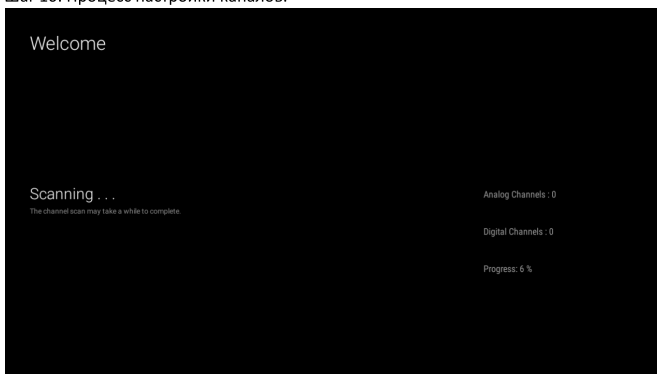 Шаг 10. Процесс настройки каналов.
Welcome
Scanning . . .
The channel scan may take a while to complete.
Analog Channels : 0
Digital Channels : 0
Progress: 6 %